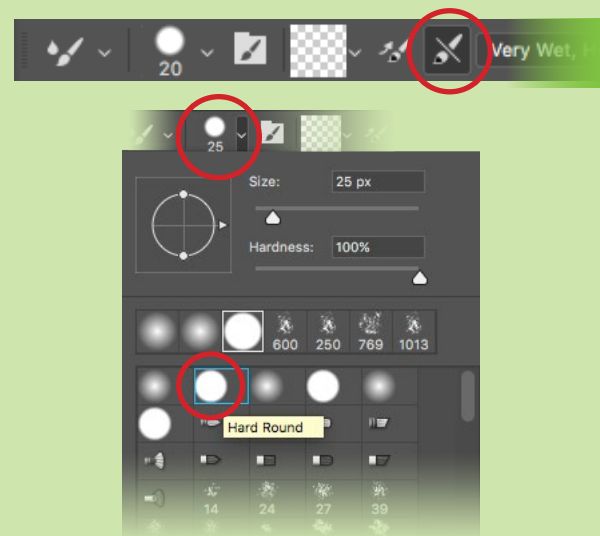 20
Very Wet,
25
Size: 25 px
Hardness: 100%
600 250 769 1013
Hard Round
14 24 27 39